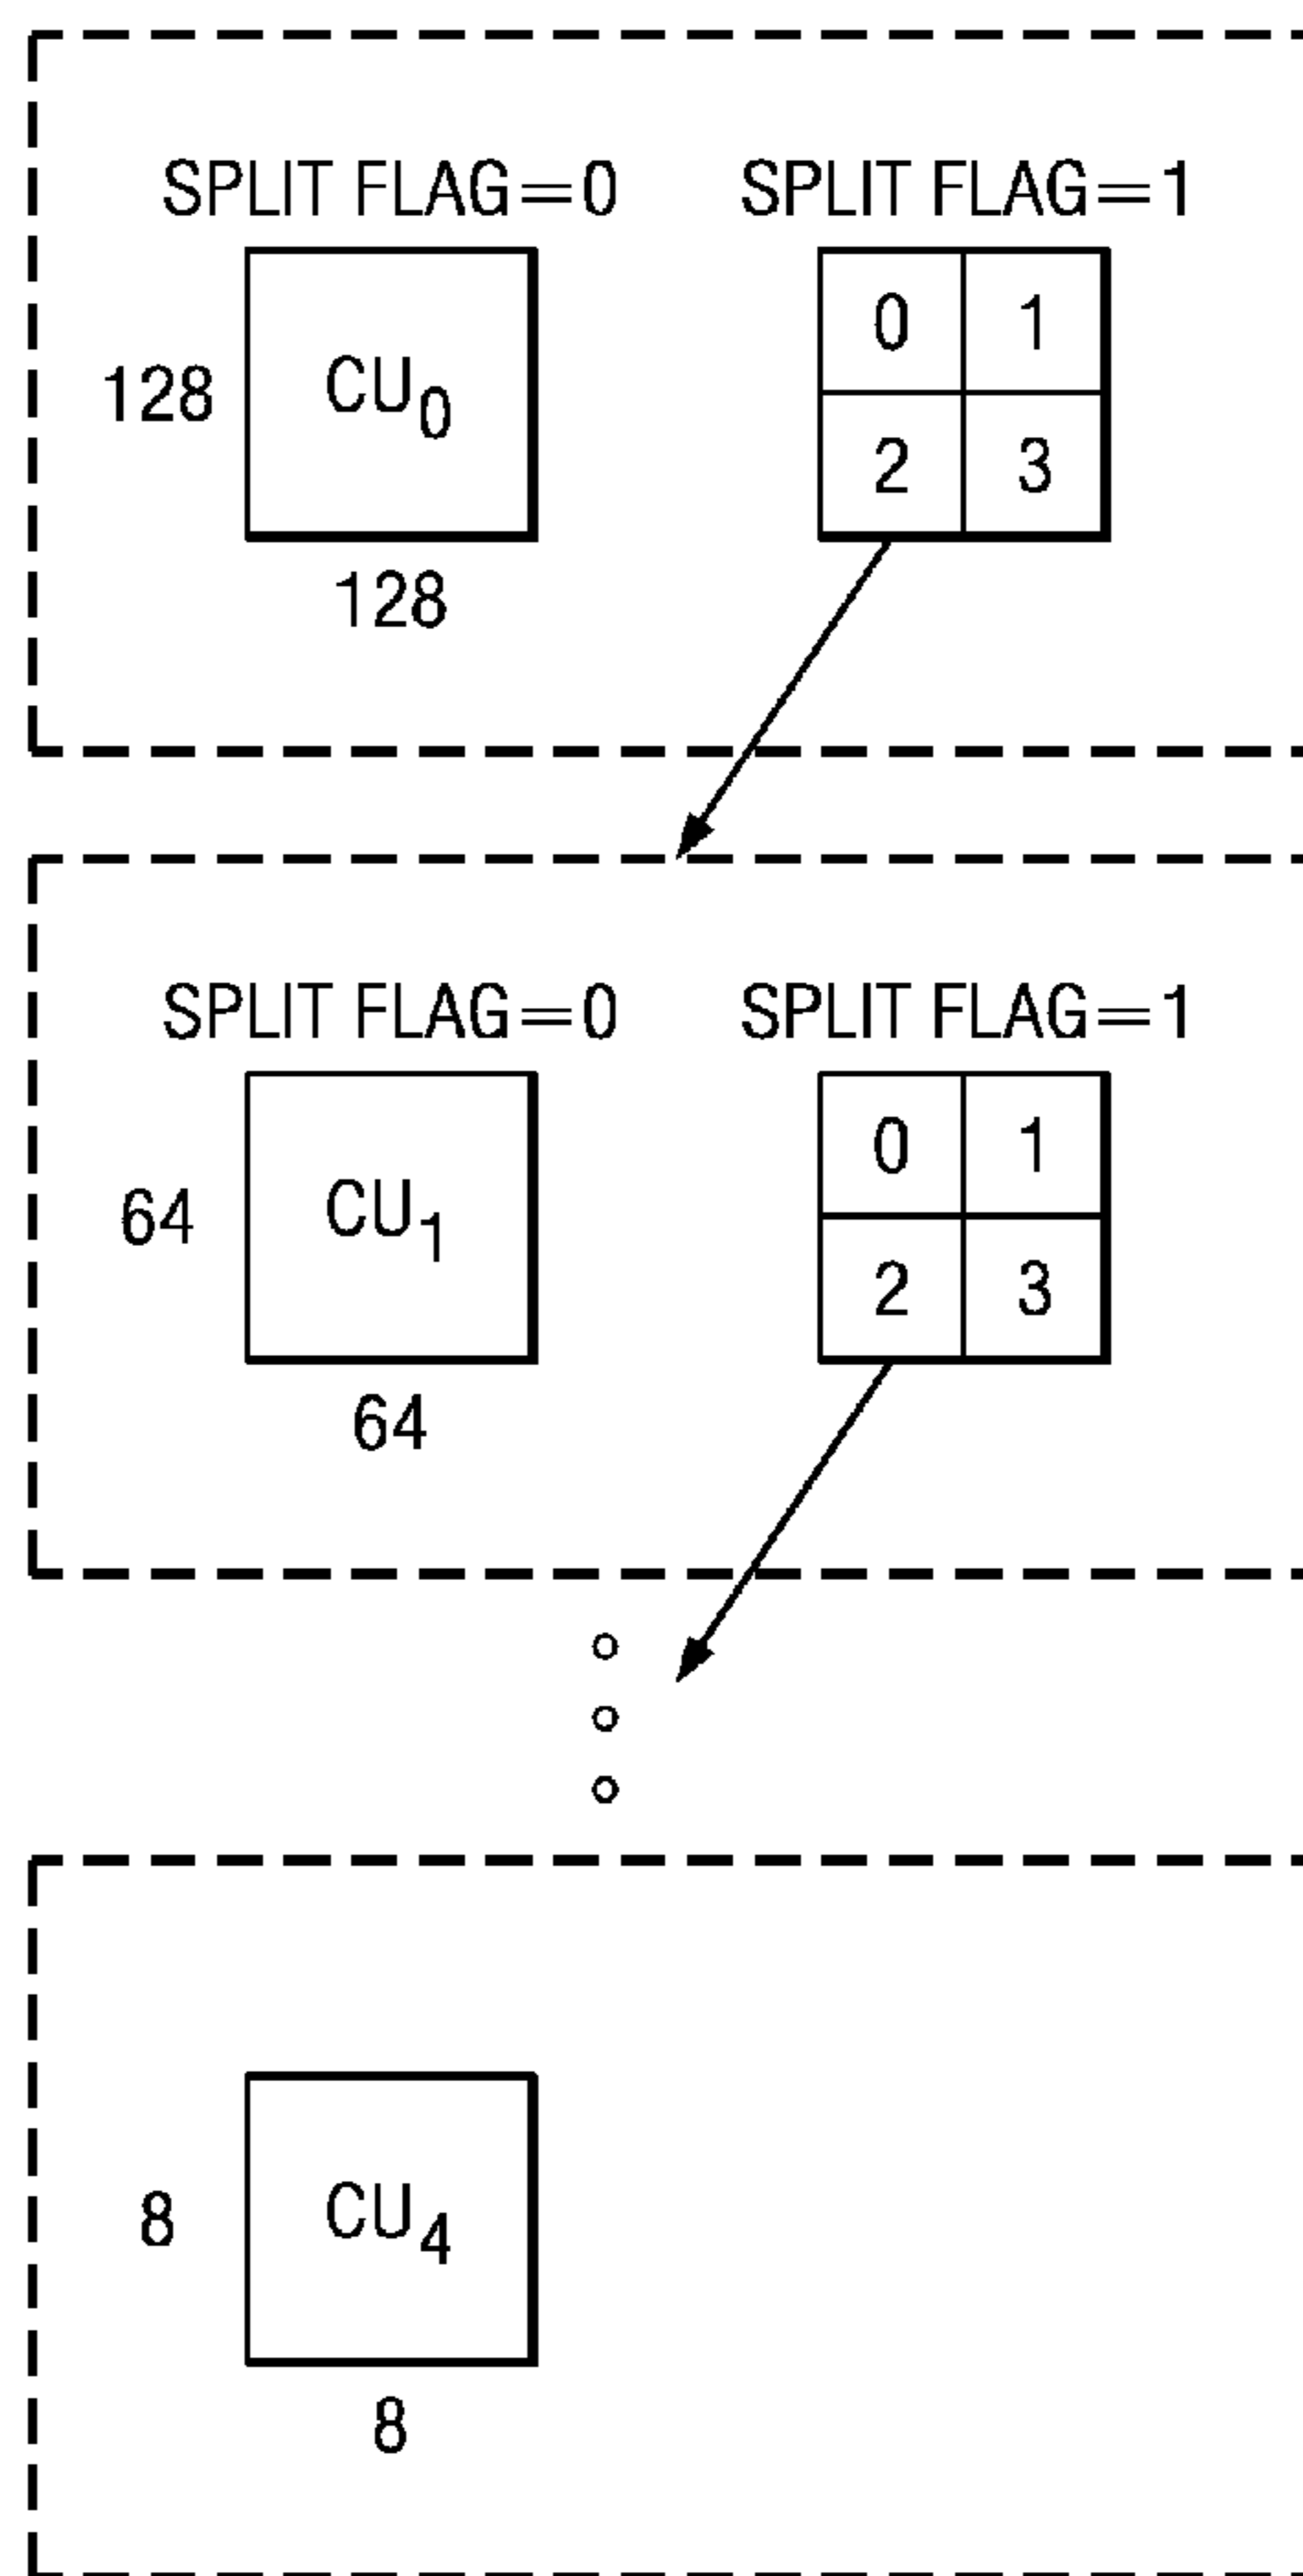 SPLIT FLAG=0 SPLIT FLAG=1
0 1
128 CU0
2 3
128
SPLIT FLAG=0 SPLIT FLAG=1
0 1
64 CU1
2 3
64
8 CU4
8